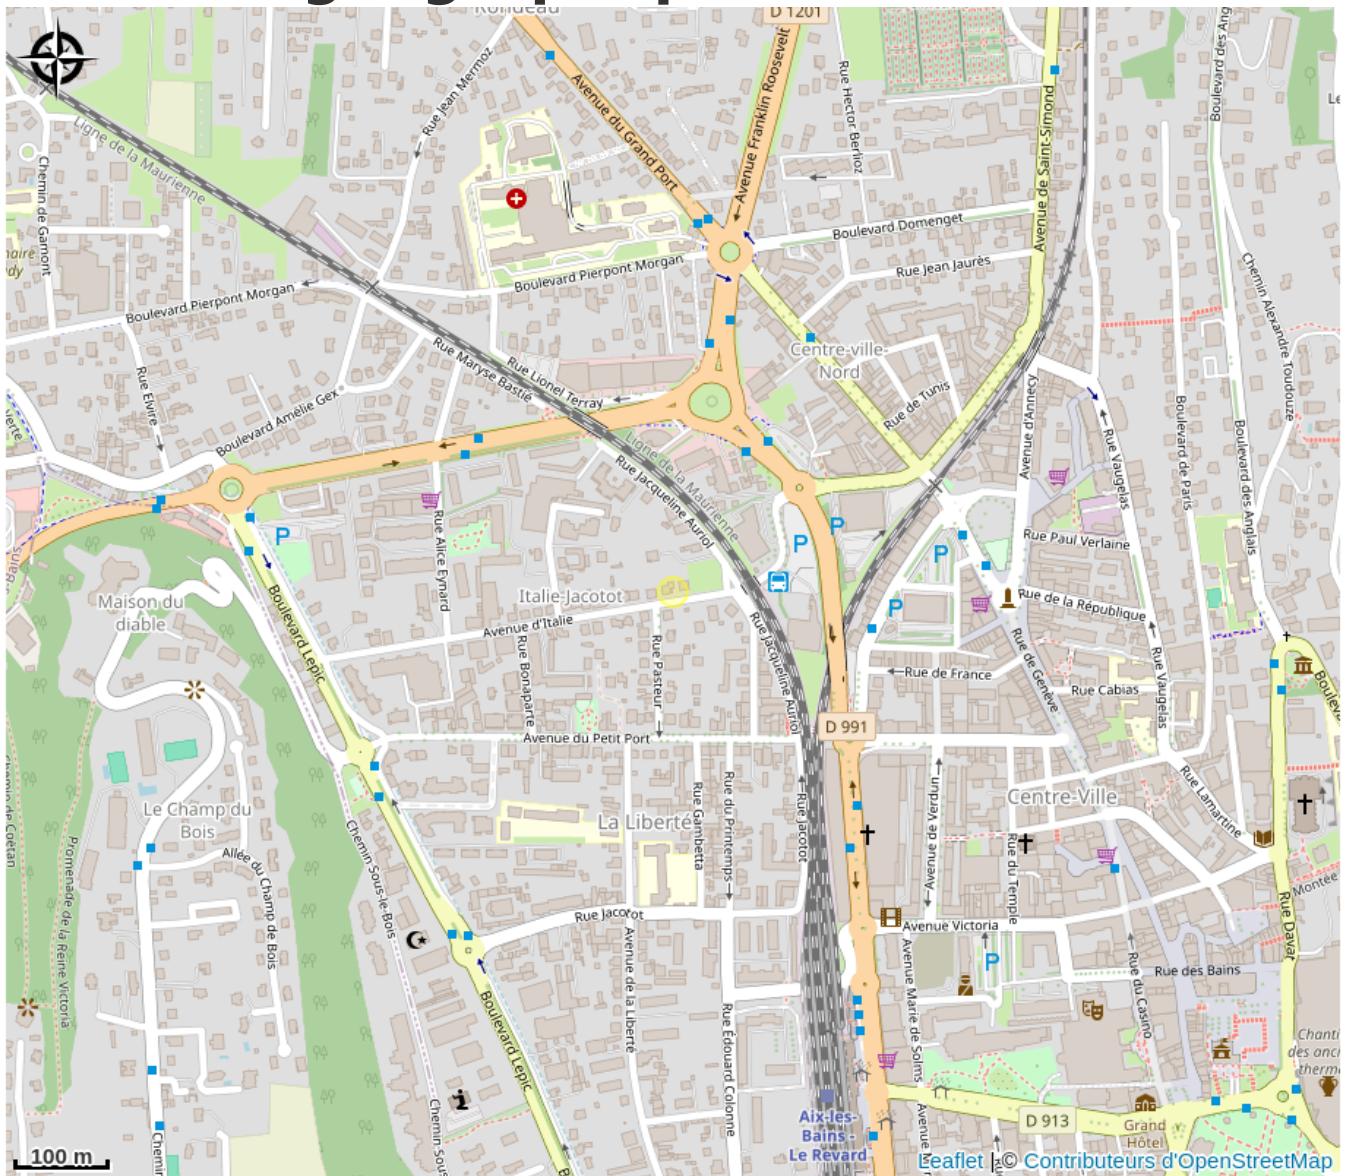 D 1201
Rue Jean Mermoz
Avenue du Grand Port
Avenue Franklin Roosevelt
Rue Hector Berlioz
Avenue de Saint-Simond
Boulevard des Ang
Ligne de la Maurienne
Chemin de Gamont
Boulevard Domenget
Rue Jean Jaurès
Boulevard Pierpont Morgan
Boulevard Pierpont Morgan
Chemin Alexandre Toudouze
Centre-ville-
Nord
Rue Maryse Bastié
Rue Lionel Terray
Rue Elvire
Boulevard Amélie Gex
Rue de Tunis
Avenue d'Annecy
Rue Vaugelas
Boulevard de Paris
Boulevard des Anglais
Ligne de la Maurienne
Rue Jacqueline Auriol
Rue Alice Eynard
P
P
P
P
P
Rue Paul Verlaine
Italie-Jacotot
Maison du
diable
Avenue d'Italie
Rue de la République
Boulevard Lepic
Rue Bonaparte
Rue Pasteur
Rue Jacqueline Auriol
Rue de France
Rue de Genève
Rue Cabias
Rue Vaugelas
D 991
Avenue du Petit Port
Le Champ du
Bois
La Liberté
Centre-Ville
Rue Gambetta
Rue du Printemps
Rue Jacotot
Avenue de Verdun
Rue du Temple
Rue Lamartine
Chemin de Coëtan
Promenade de la Reine Victoria
Allée du Champ de Bois
Chemin Sous-le-Bois
Montée
Rue Davat
Rue Jacotot
Avenue Victoria
P
Avenue de la Liberté
Avenue Marie de Solms
Rue du Casino
Rue des Bains
Boulevard Lepic
Rue Édouard Colonne
Chanti
des anc
therme
Aix-les-
Bains -
Le Revard
D 913
Grand
Hôtel
100 m
Leaflet | © Contributeurs d'OpenStreetMap